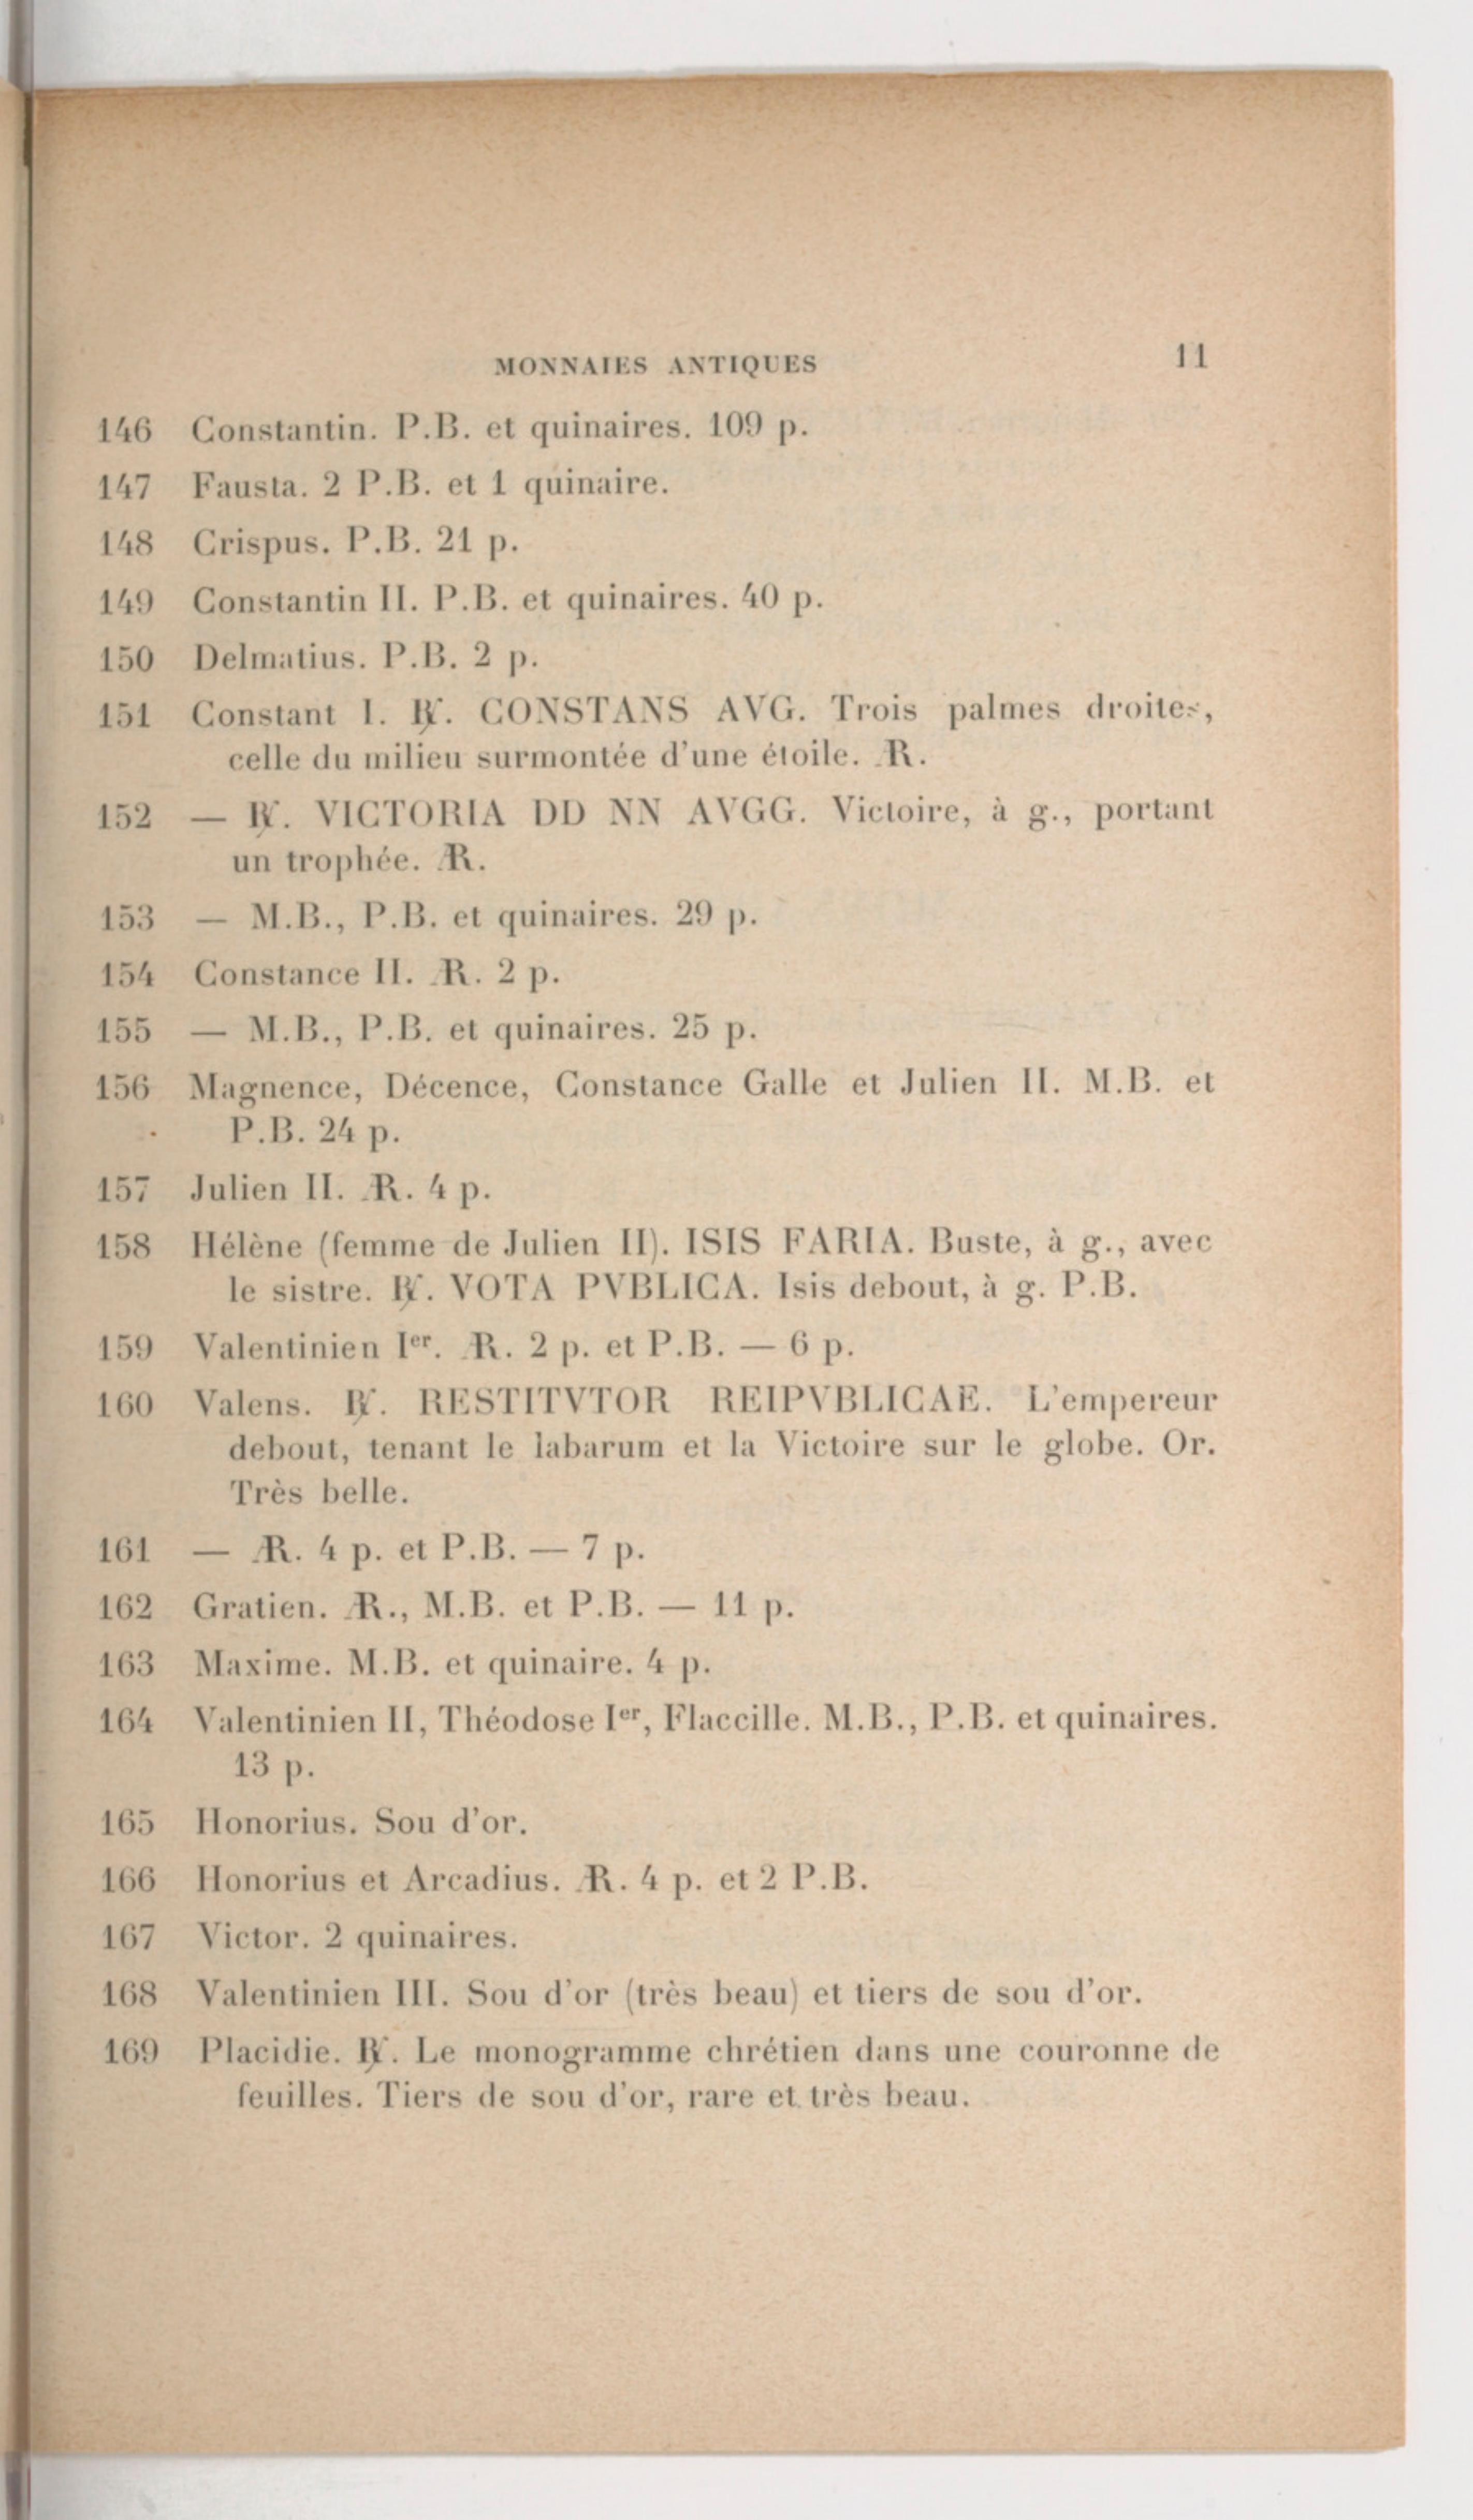 MONNAIES ANTIQUES 11
146 Constantin. P.B. et quinaires. 109 p.
147 Fausta. 2 P.B. et 1 quinaire.
148 Crispus. P.B. 21 p.
149 Constantin II. P.B. et quinaires. 40 p.
150 Delmatius. P.B. 2 p.
151 Constant I. ℟. CONSTANS AVG. Trois palmes droites,
celle du milieu surmontée d'une étoile. Æ.
152 — ℟. VICTORIA DD NN AVGG. Victoire, à g., portant
un trophée. Æ.
153 — M.B., P.B. et quinaires. 29 p.
154 Constance II. Æ. 2 p.
155 — M.B., P.B. et quinaires. 25 p.
156 Magnence, Décence, Constance Galle et Julien II. M.B. et
P.B. 24 p.
157 Julien II. Æ. 4 p.
158 Hélène (femme de Julien II). ISIS FARIA. Buste, à g., avec
le sistre. ℟. VOTA PVBLICA. Isis debout, à g. P.B.
159 Valentinien Ier. Æ. 2 p. et P.B. — 6 p.
160 Valens. ℟. RESTITVTOR REIPVBLICAE. L'empereur
debout, tenant le labarum et la Victoire sur le globe. Or.
Très belle.
161 — Æ. 4 p. et P.B. — 7 p.
162 Gratien. Æ., M.B. et P.B. — 11 p.
163 Maxime. M.B. et quinaire. 4 p.
164 Valentinien II, Théodose Ier, Flaccille. M.B., P.B. et quinaires.
13 p.
165 Honorius. Sou d'or.
166 Honorius et Arcadius. Æ. 4 p. et 2 P.B.
167 Victor. 2 quinaires.
168 Valentinien III. Sou d'or (très beau) et tiers de sou d'or.
169 Placidie. ℟. Le monogramme chrétien dans une couronne de
feuilles. Tiers de sou d'or, rare et très beau.